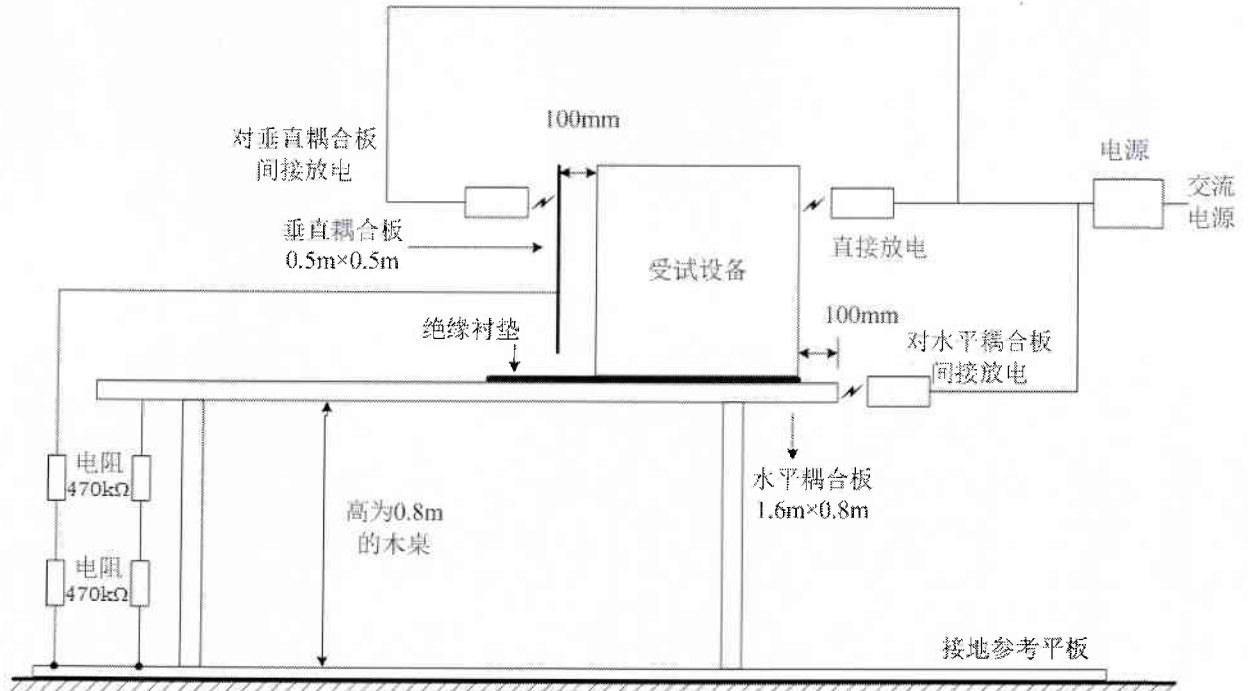 100mm
对垂直耦合板
间接放电
电源
交流
电源
垂直耦合板
0.5m×0.5m
直接放电
受试设备
100mm
绝缘衬垫
对水平耦合板
间接放电
电阻
470kΩ
水平耦合板
1.6m×0.8m
高为0.8m
的木桌
电阻
470kΩ
接地参考平板